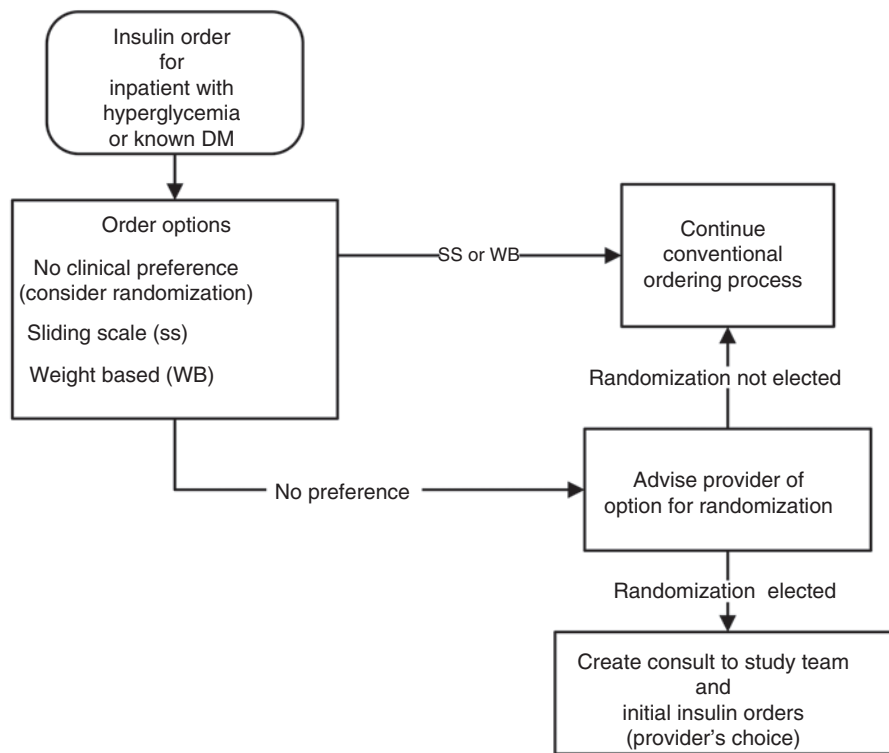 Insulin order
for
inpatient with
hyperglycemia
or known DM
Order options
No clinical preference
(consider randomization)
Sliding scale (ss)
Weight based (WB)
SS or WB
Continue
conventional
ordering process
Randomization not elected
No preference
Advise provider of
option for randomization
Randomization elected
Create consult to study team
and
initial insulin orders
(provider's choice)